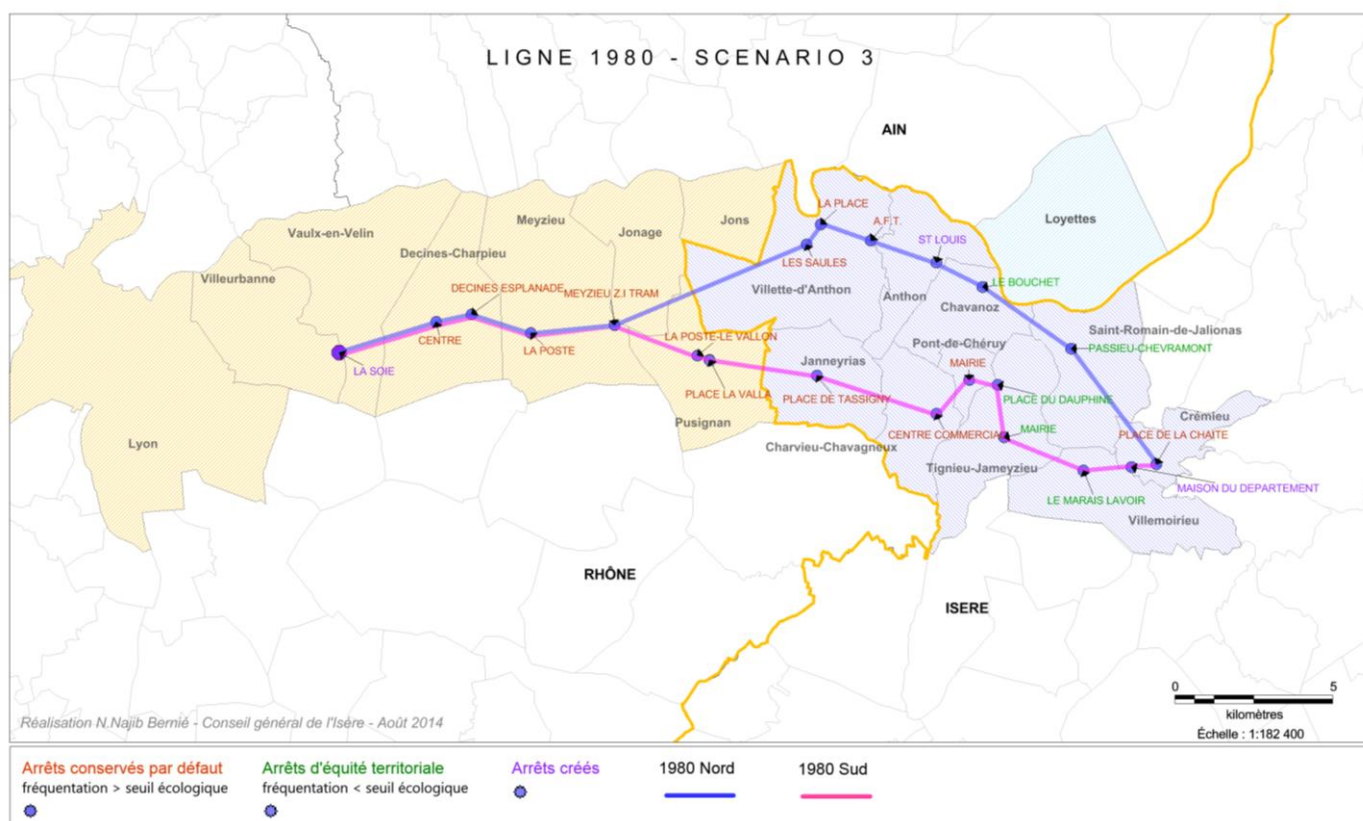 LIGNE 1980 - SCENARIO 3
AIN
LA PLACE
A.F.T.
Loyettes
Meyzieu
Jons
Jonage
Vaulx-en-Velin
ST LOUIS
Decines-Charpieu
LES SAULES
Villeurbanne
LE BOUCHET
DECINES ESPLANADE
MEYZIEU Z.I TRAM
Villette-d'Anthon
Anthon
Chavanoz
Saint-Romain-de-Jalionas
CENTRE
LA POSTE-LE VALLON
Pont-de-Chéruy
PASSIEU-CHEVRAMONT
LA POSTE
Janneyrias
MAIRIE
LA SOIE
PLACE LA VALLA
PLACE DE TASSIGNY
PLACE DU DAUPHINE
Crémieu
Pusignan
CENTRE COMMERCIA
MAIRIE
PLACE DE LA CHAITE
Lyon
Charvieu-Chavagneux
Tignieu-Jameyzieu
MAISON DU DEPARTEMENT
LE MARAIS LAVOIR
Villemoirieu
RHÔNE
ISERE
0 5
kilomètres
Échelle : 1:182 400
Réalisation N.Najib Bernié - Conseil général de l'Isére - Août 2014
Arrêts conservés par défaut
fréquentation > seuil écologique
Arrêts d'équité territoriale
fréquentation < seuil écologique
Arrêts créés
1980 Nord
1980 Sud